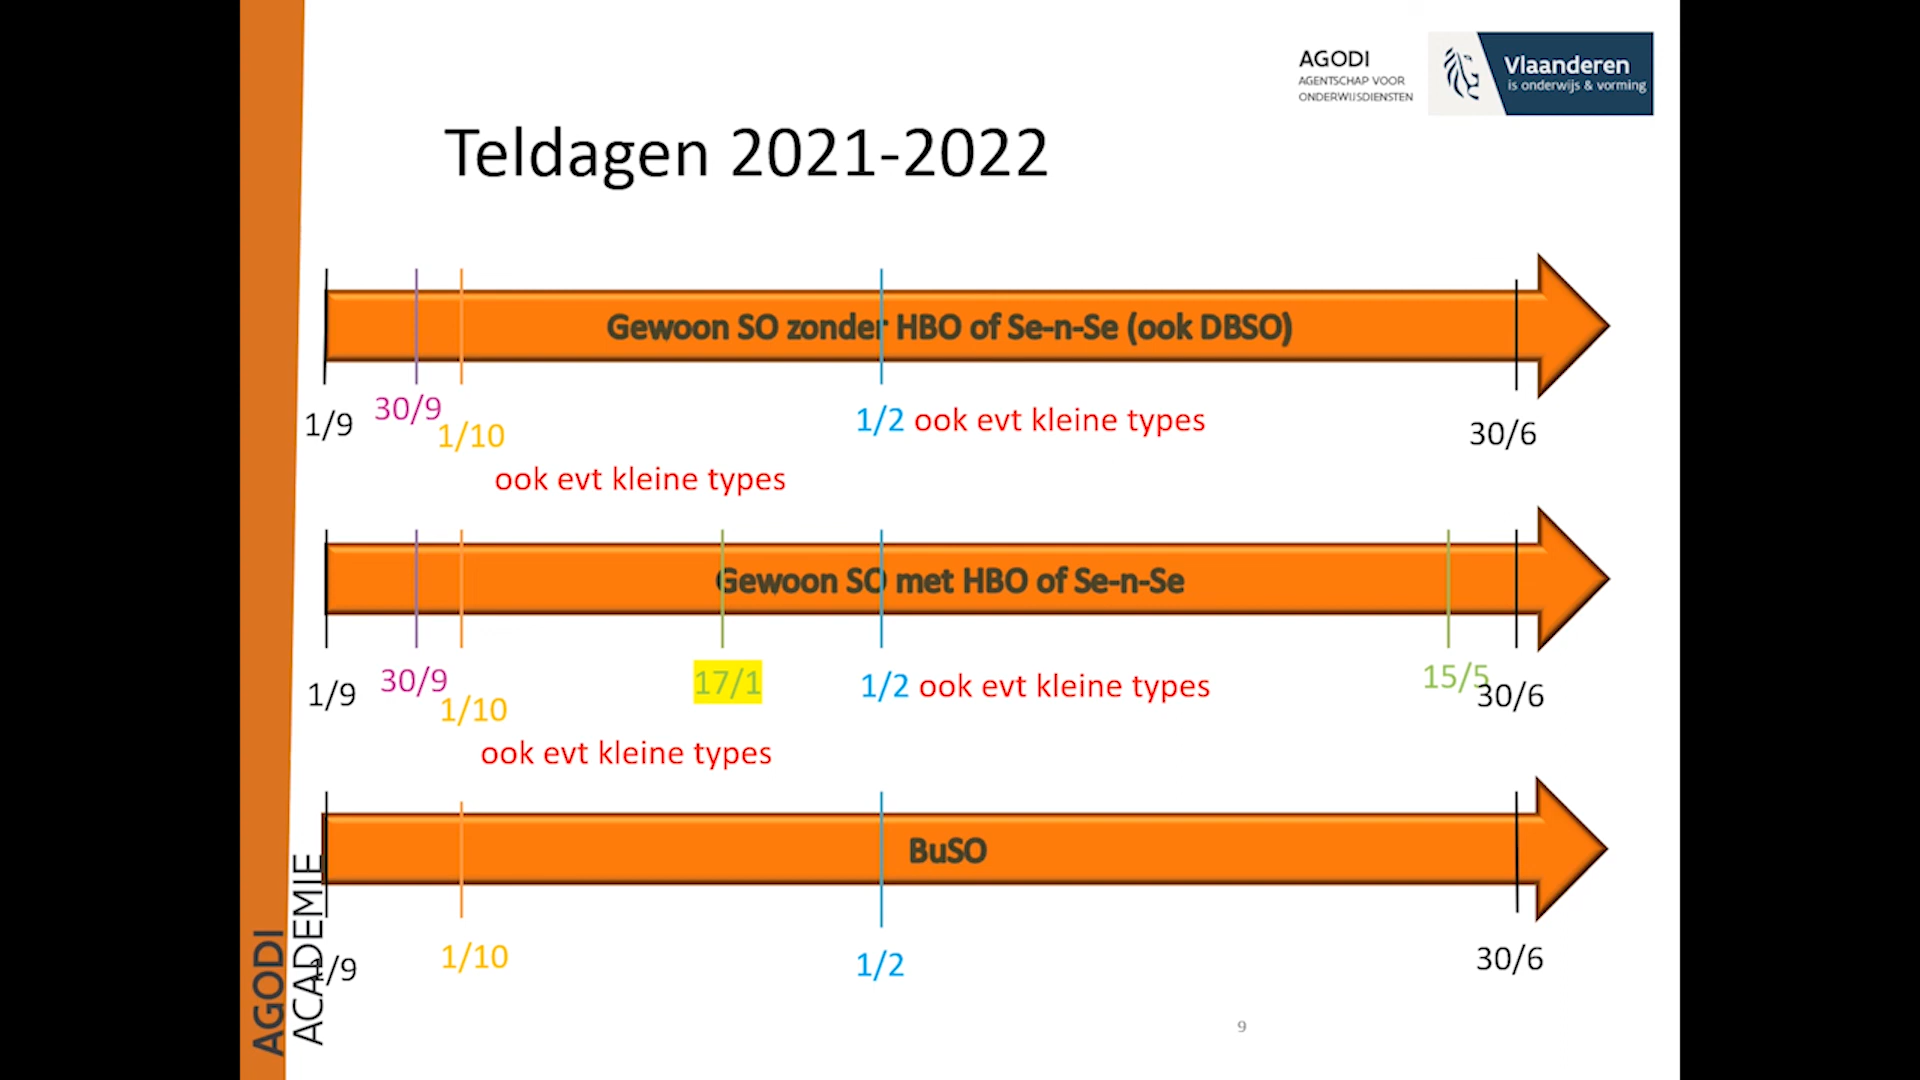 AGODI
AGENTSCHAP VOOR
ONDERWIJSDIENSTEN
Vlaanderen
is onderwijs & vorming
Teldagen 2021-2022
Gewoon SO zonder HBO of Se-n-Se (ook DBSO)
1/9
30/9
1/10
1/2 ook evt kleine types
30/6
ook evt kleine types
Gewoon SO met HBO of Se-n-Se
1/9
30/9
1/10
17/1
1/2 ook evt kleine types
15/5
30/6
ook evt kleine types
BuSO
1/9
1/10
1/2
30/6
AGODI
ACADEMIE
9